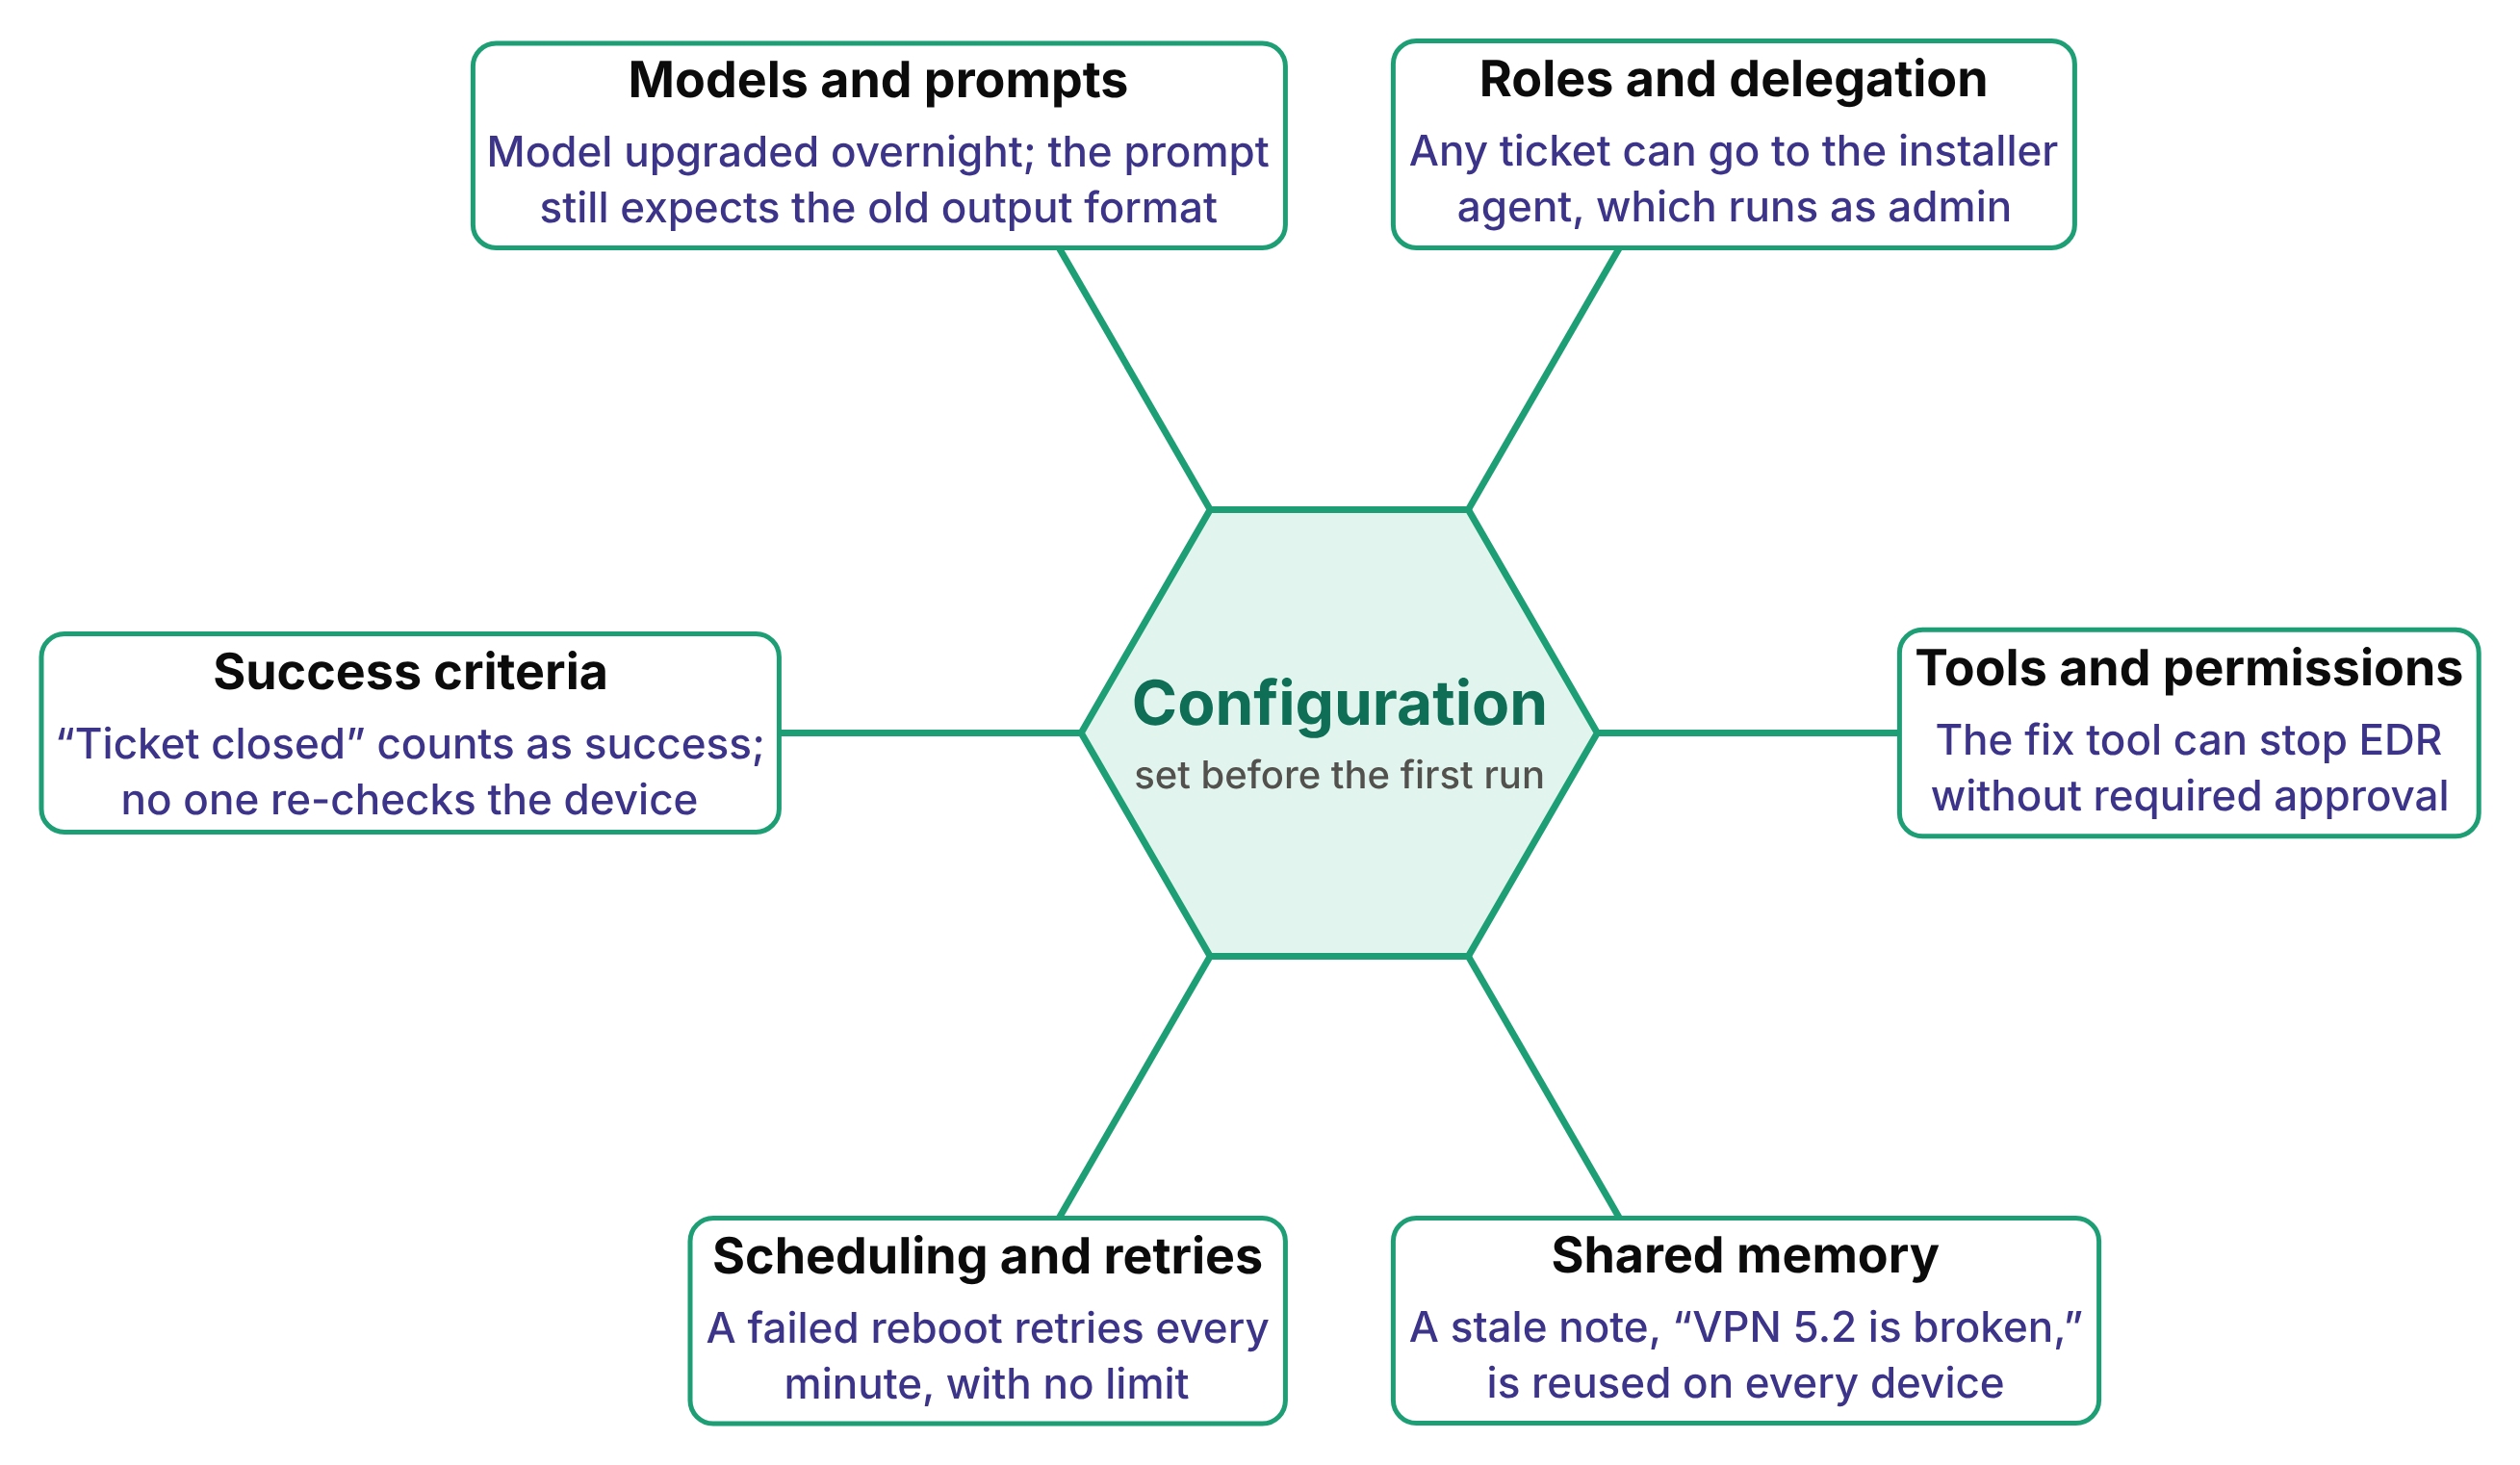 Models and prompts
Model upgraded overnight; the prompt
still expects the old output format
Roles and delegation
Any ticket can go to the installer
agent, which runs as admin
Success criteria
“Ticket closed” counts as success;
no one re-checks the device
Configuration
set before the first run
Tools and permissions
The fix tool can stop EDR
without required approval
Scheduling and retries
A failed reboot retries every
minute, with no limit
Shared memory
A stale note, “VPN 5.2 is broken,”
is reused on every device